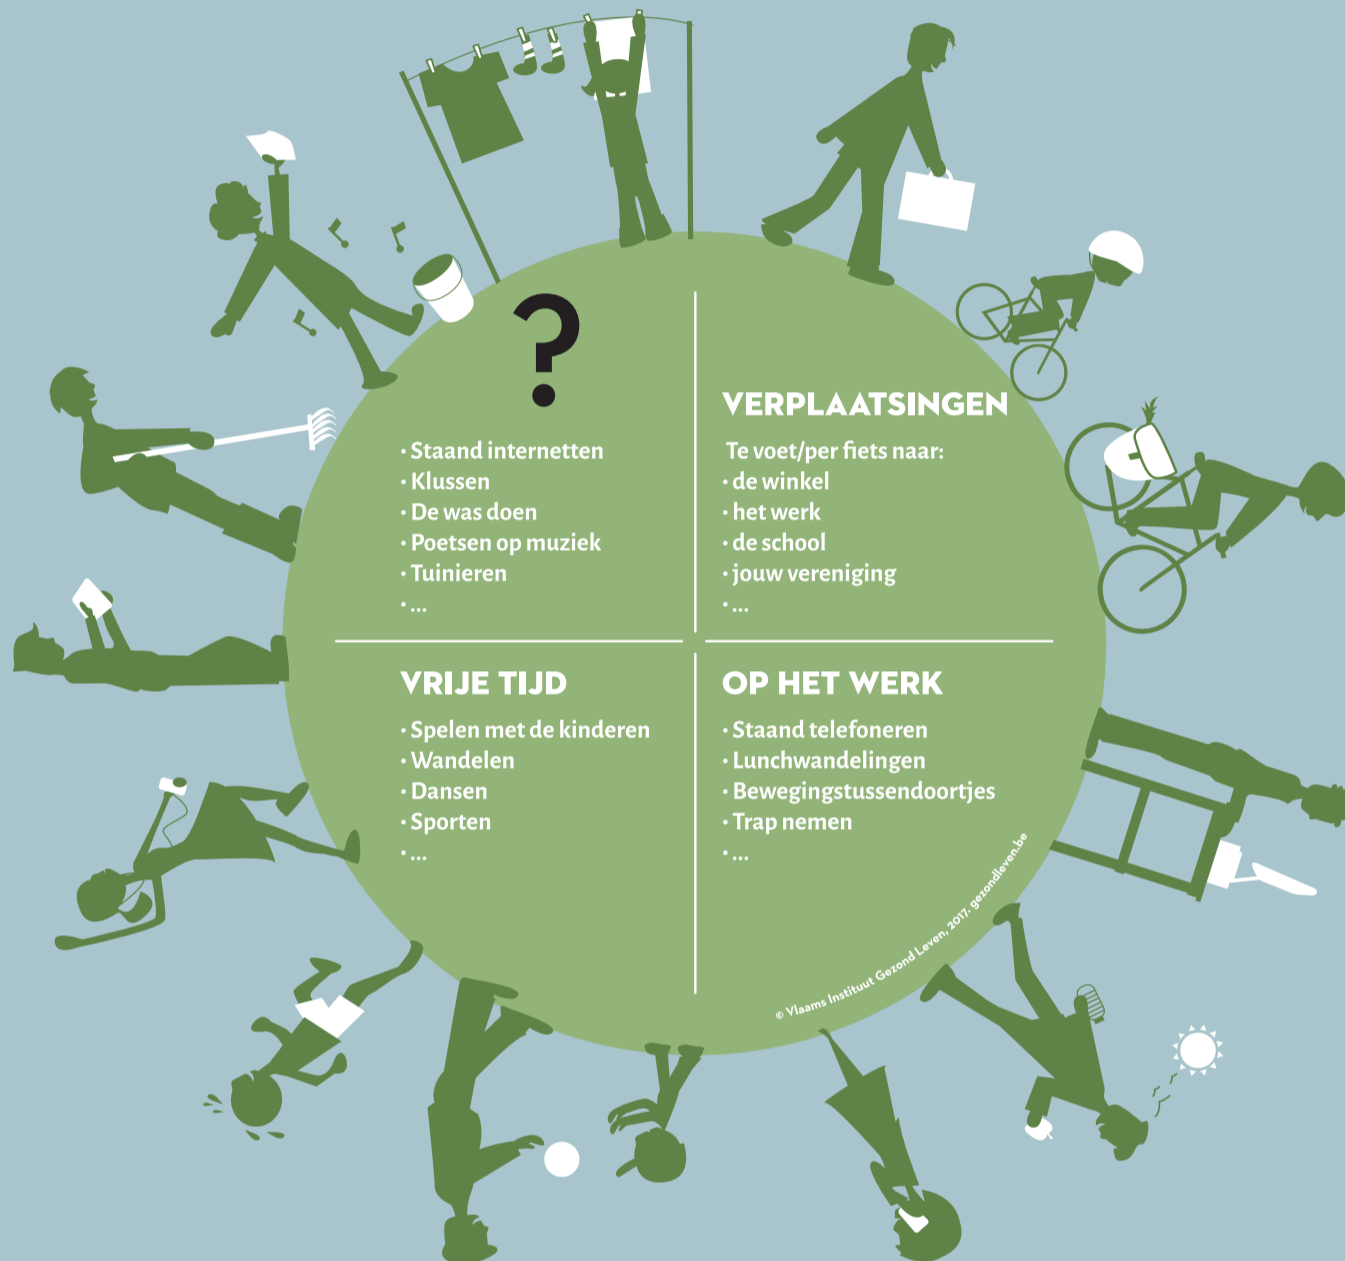 ?
· Staand internetten
· Klussen
· De was doen
· Poetsen op muziek
· Tuinieren
· ...
VERPLAATSINGEN
Te voet/per fiets naar:
· de winkel
· het werk
· de school
· jouw vereniging
· ...
VRIJE TIJD
· Spelen met de kinderen
· Wandelen
· Dansen
· Sporten
· ...
OP HET WERK
· Staand telefoneren
· Lunchwandelingen
· Bewegingstussendoortjes
· Trap nemen
· ...
© Vlaams Instituut Gezond Leven, 2017. gezondleven.be